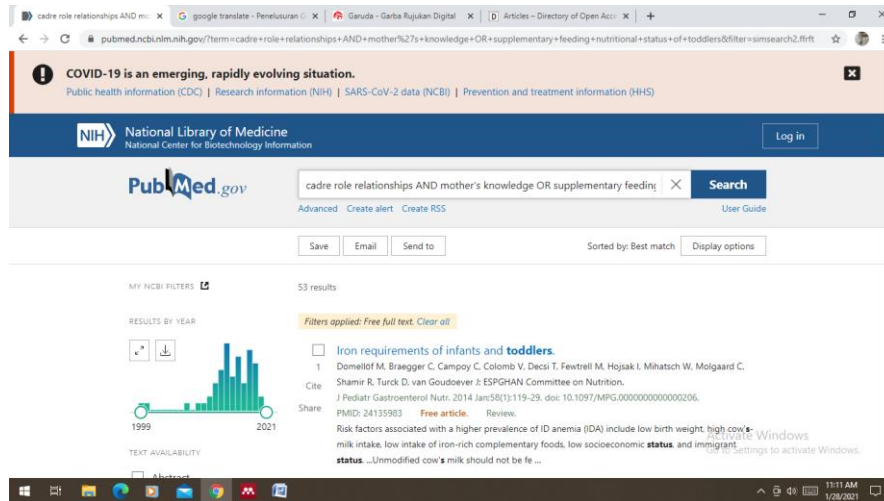 cadre role relationships AND mo
google translate - Penelusuran G
Garuda - Garba Rujukan Digital
Articles – Directory of Open Acce
pubmed.ncbi.nlm.nih.gov/?term=cadre+role+relationships+AND+mother%27s+knowledge+OR+supplementary+feeding+nutritional+status+of+toddlers&filter=simsearch2.ffrft
COVID-19 is an emerging, rapidly evolving situation.
Public health information (CDC) | Research information (NIH) | SARS-CoV-2 data (NCBI) | Prevention and treatment information (HHS)
NIH National Library of Medicine
National Center for Biotechnology Information
Log in
PubMed.gov
cadre role relationships AND mother's knowledge OR supplementary feeding
Search
Advanced Create alert Create RSS
User Guide
Save Email Send to
Sorted by: Best match Display options
MY NCBI FILTERS
53 results
RESULTS BY YEAR
Filters applied: Free full text. Clear all
1999 2021
TEXT AVAILABILITY
Abstract
1
Cite
Share
Iron requirements of infants and toddlers.
Domellöf M, Braegger C, Campoy C, Colomb V, Decsi T, Fewtrell M, Hojsak I, Mihatsch W, Molgaard C,
Shamir R, Turck D, van Goudoever J; ESPGHAN Committee on Nutrition.
J Pediatr Gastroenterol Nutr. 2014 Jan;58(1):119-29. doi: 10.1097/MPG.0000000000000206.
PMID: 24135983 Free article. Review.
Risk factors associated with a higher prevalence of ID anemia (IDA) include low birth weight, high cow's-
milk intake, low intake of iron-rich complementary foods, low socioeconomic status, and immigrant
status. ...Unmodified cow's milk should not be fe ...
Activate Windows
Go to Settings to activate Windows.
11:11 AM
1/28/2021